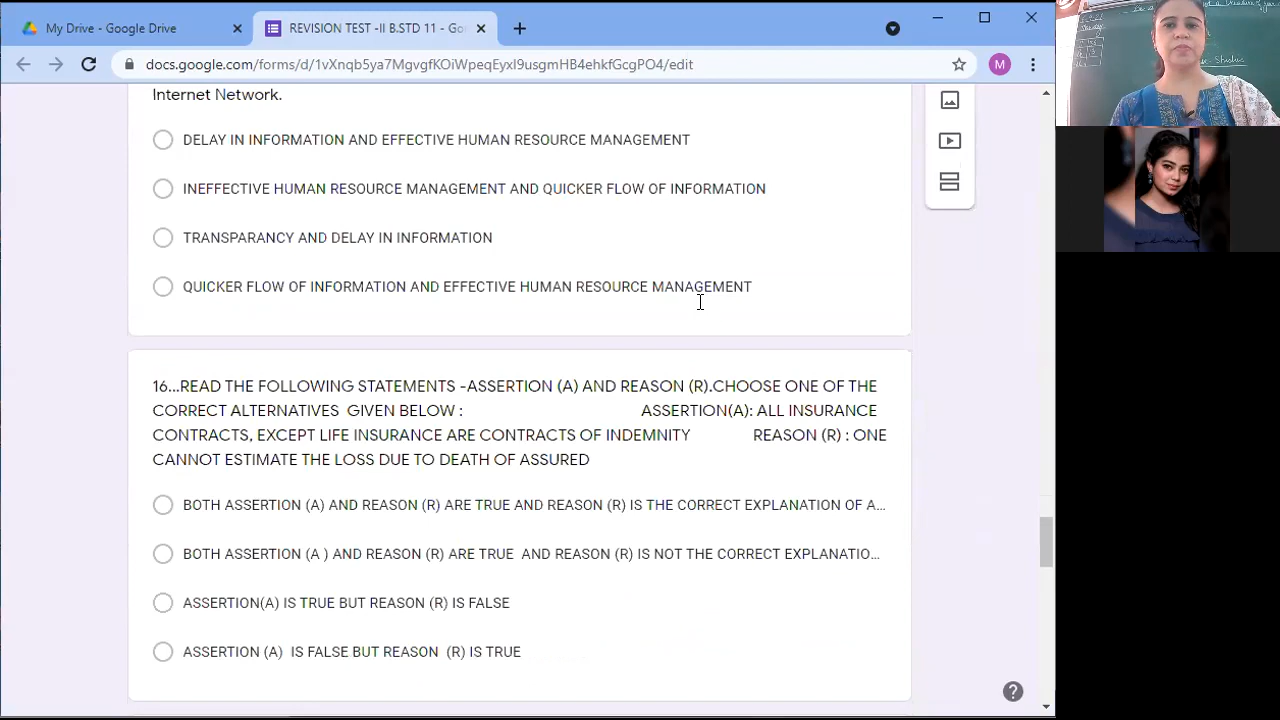 My Drive - Google Drive
REVISION TEST -II B.STD 11 - Go
docs.google.com/forms/d/1vXnqb5ya7MgvgfKOiWpeqEyxI9usgmHB4ehkfGcgPO4/edit
M
Internet Network.
DELAY IN INFORMATION AND EFFECTIVE HUMAN RESOURCE MANAGEMENT
INEFFECTIVE HUMAN RESOURCE MANAGEMENT AND QUICKER FLOW OF INFORMATION
TRANSPARANCY AND DELAY IN INFORMATION
QUICKER FLOW OF INFORMATION AND EFFECTIVE HUMAN RESOURCE MANAGEMENT
16...READ THE FOLLOWING STATEMENTS -ASSERTION (A) AND REASON (R).CHOOSE ONE OF THE
CORRECT ALTERNATIVES GIVEN BELOW : ASSERTION(A): ALL INSURANCE
CONTRACTS, EXCEPT LIFE INSURANCE ARE CONTRACTS OF INDEMNITY REASON (R) : ONE
CANNOT ESTIMATE THE LOSS DUE TO DEATH OF ASSURED
BOTH ASSERTION (A) AND REASON (R) ARE TRUE AND REASON (R) IS THE CORRECT EXPLANATION OF A...
BOTH ASSERTION (A ) AND REASON (R) ARE TRUE AND REASON (R) IS NOT THE CORRECT EXPLANATIO...
ASSERTION(A) IS TRUE BUT REASON (R) IS FALSE
ASSERTION (A) IS FALSE BUT REASON (R) IS TRUE